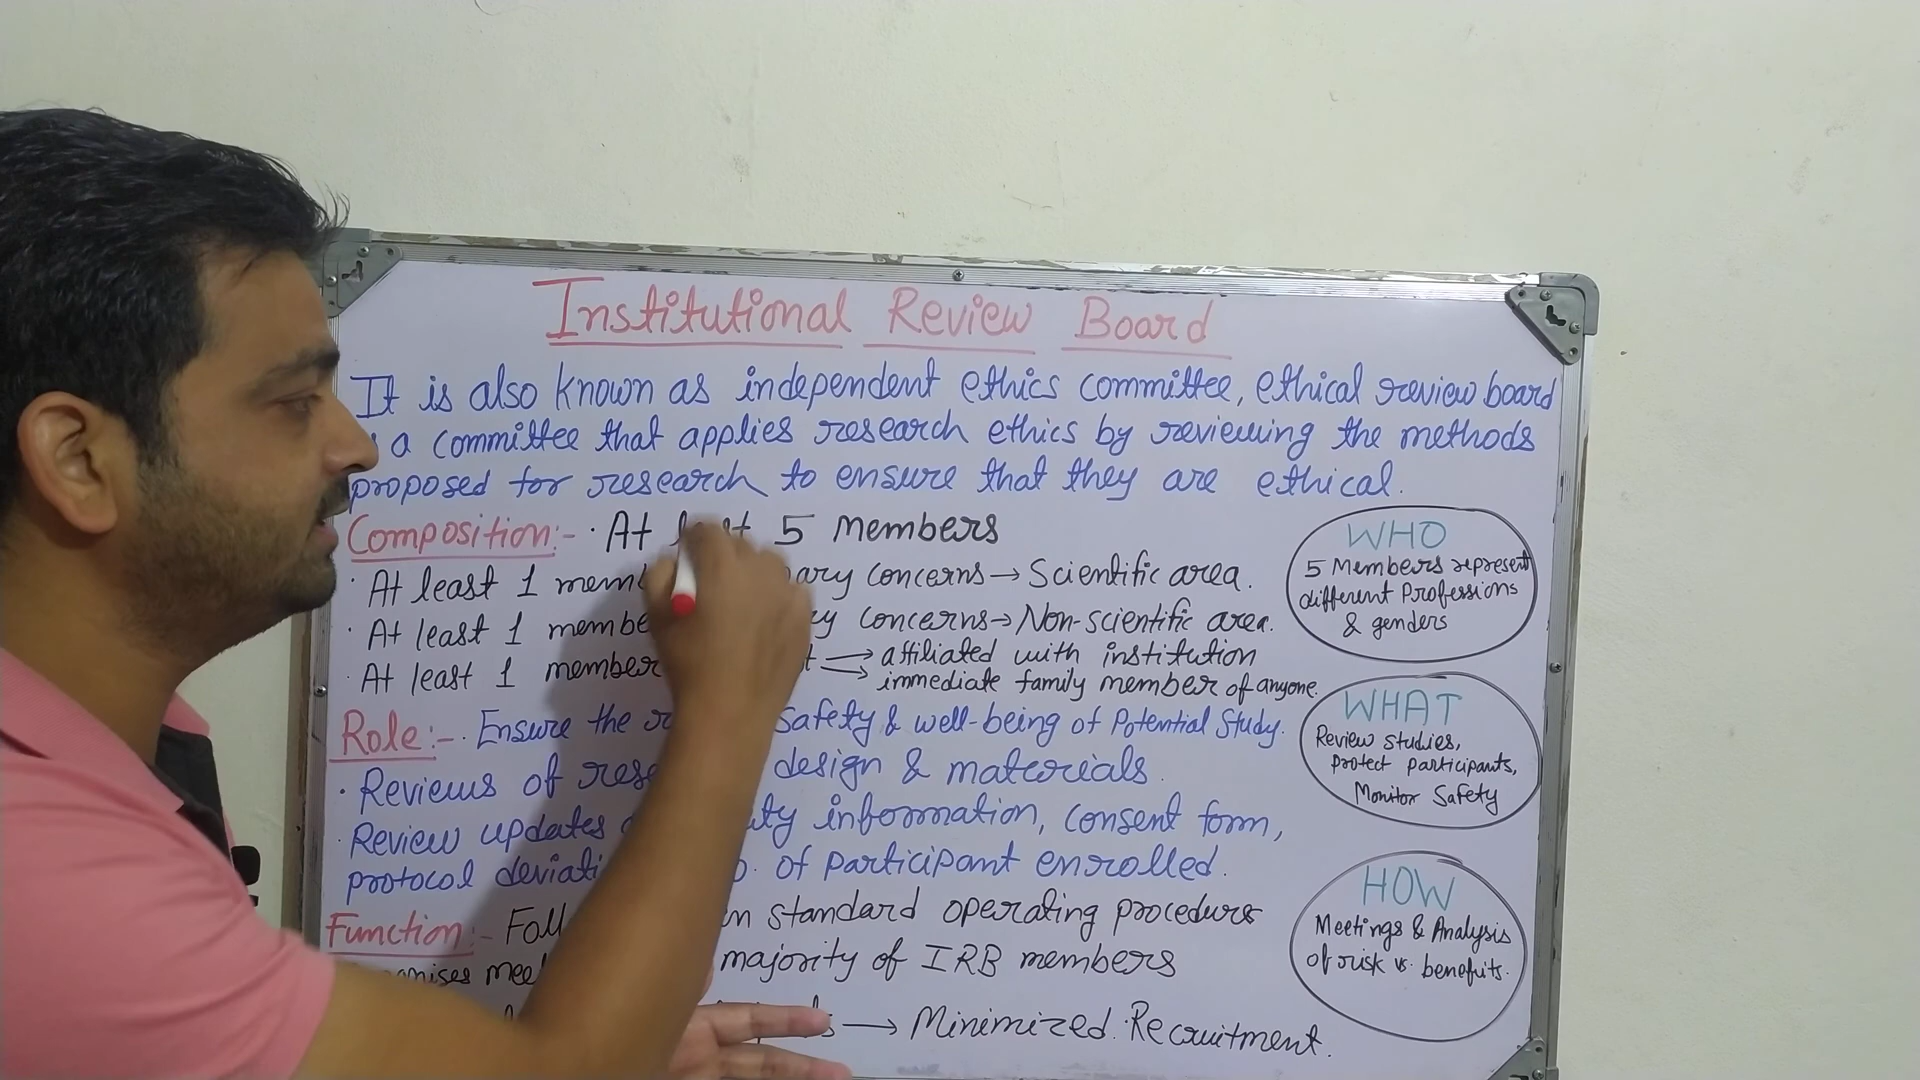 Institutional Review Board
It is also known as independent ethics committee, ethical review board
a committee that applies research ethics by reviewing the methods
proposed for research to ensure that they are ethical.
Composition:- · At least 5 Members
· At least 1 memb concerns → Scientific area.
· At least 1 membe concerns → Non-scientific area.
· At least 1 member → affiliated with institution
→ immediate family member of anyone.
Role:- · Ensure the safety & well-being of Potential Study.
· Reviews of rese design & materials.
· Review updates information, consent form,
protocol deviati of participant enrolled.
Function:- Foll standard operating procedures
mee majority of IRB members
→ Minimized Recruitment.
WHO
5 Members represent
different Professions
& genders
WHAT
Review studies,
protect participants,
Monitor Safety
HOW
Meetings & Analysis
of risk vs. benefits.